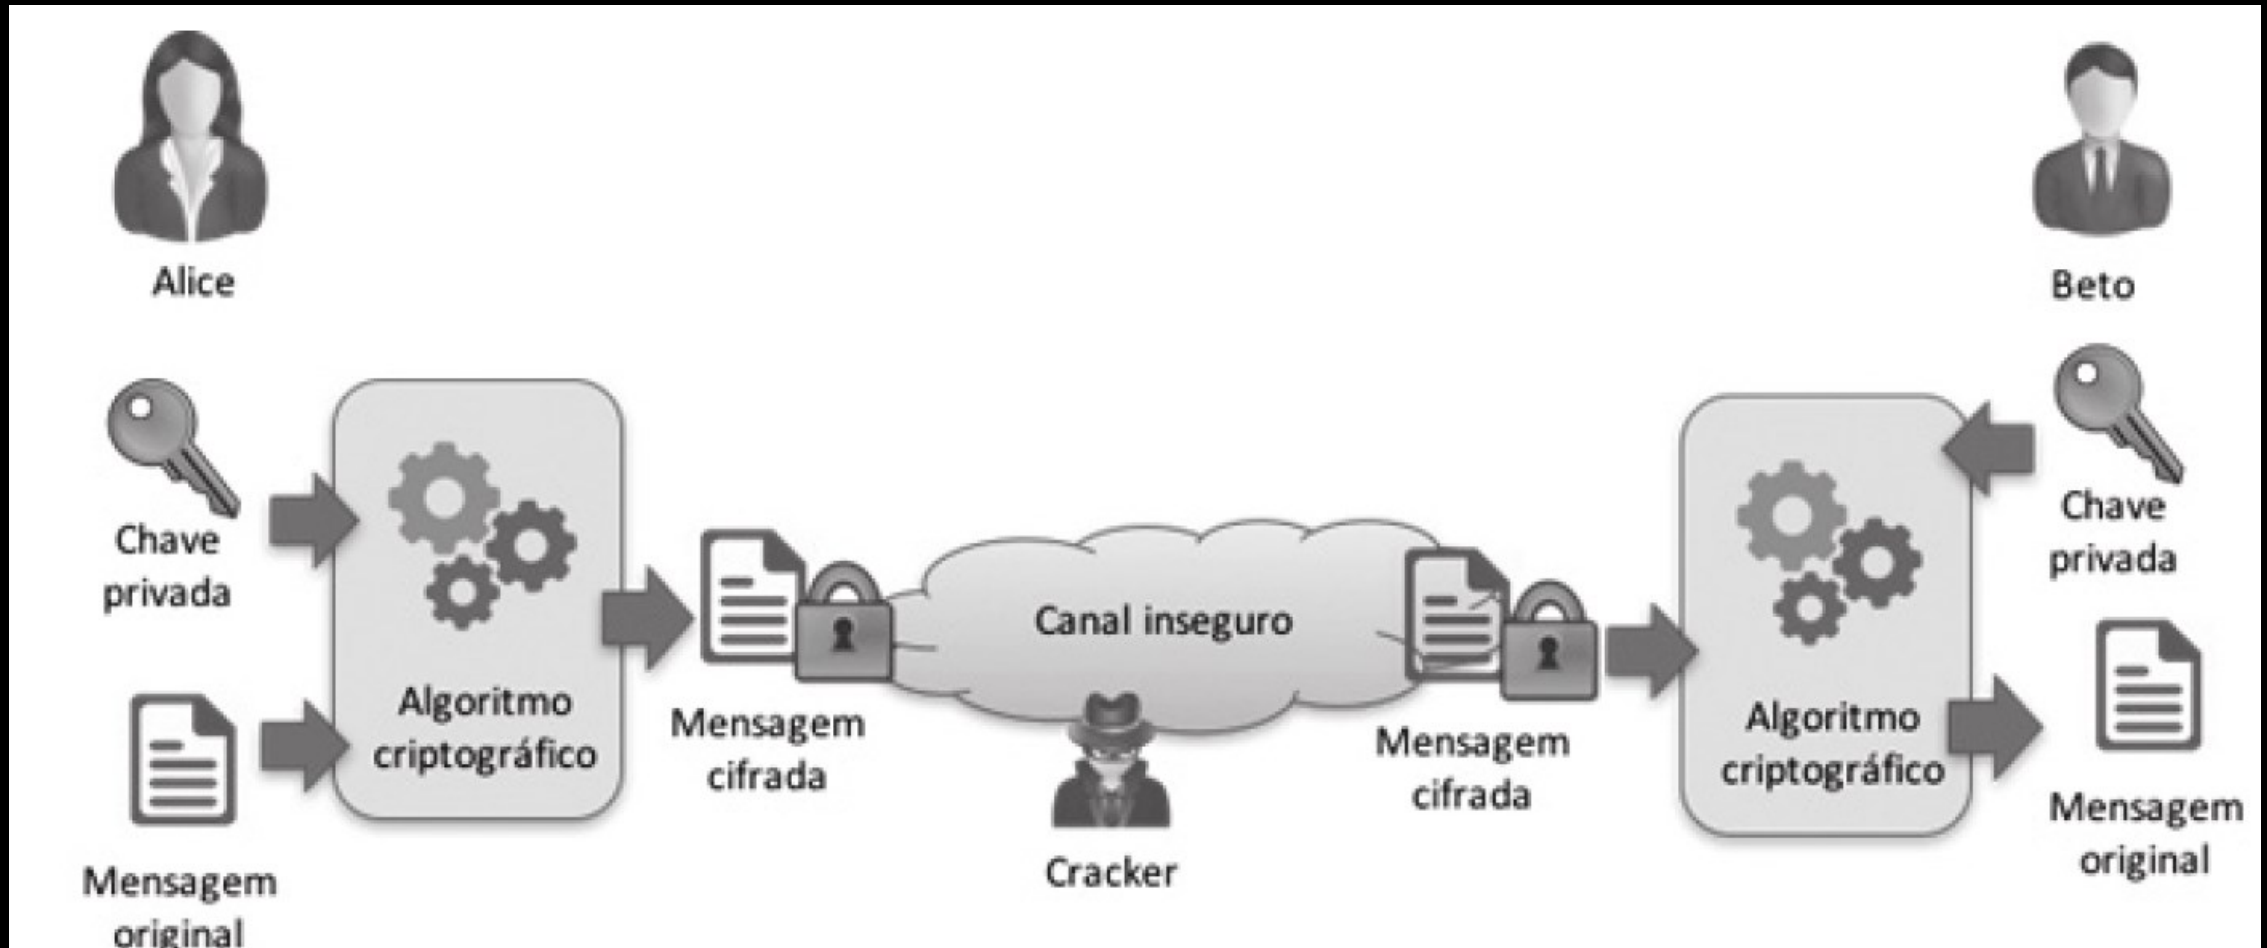 Alice
Beto
Chave
privada
Mensagem
original
Algoritmo
criptográfico
Mensagem
cifrada
Canal inseguro
Cracker
Mensagem
cifrada
Algoritmo
criptográfico
Chave
privada
Mensagem
original